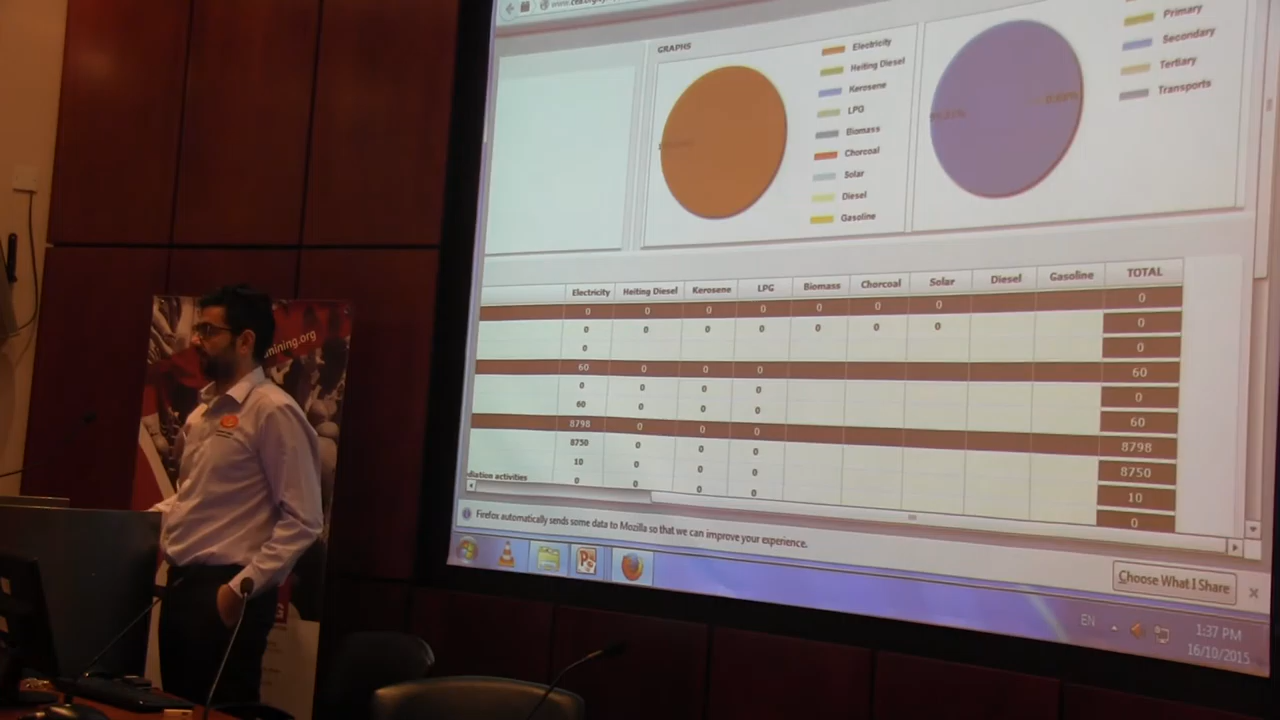 GRAPHS
Electricity
Heiting Diesel
Kerosene
LPG
Biomass
Chorcoal
Solar
Diesel
Gasoline
Primary
Secondary
Tertiary
Transports
Electricity Heiting Diesel Kerosene LPG Biomass Chorcoal Solar Diesel Gasoline TOTAL
0 0 0 0 0 0 0 0
0 0 0 0 0 0 0 0
0 0
60 0 0 0 60
0 0 0 0 0
60 0 0 0 60
8798 0 0 0 8798
8750 0 0 0 8750
10 0 0 0 10
diation activities 0 0 0 0 0
Firefox automatically sends some data to Mozilla so that we can improve your experience.
Choose What I Share
EN
1:37 PM
16/10/2015
mining.org